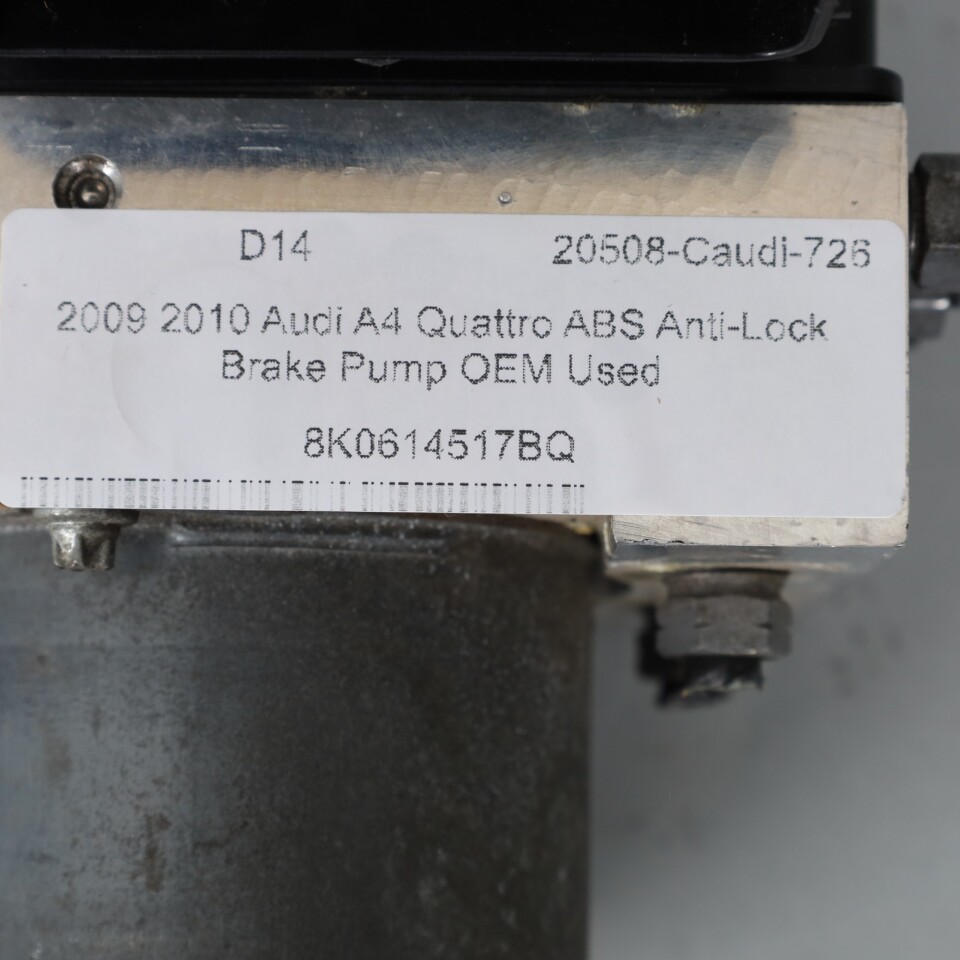 D14 20508-Caudi-726
2009 2010 Audi A4 Quattro ABS Anti-Lock
Brake Pump OEM Used
8K0614517BQ